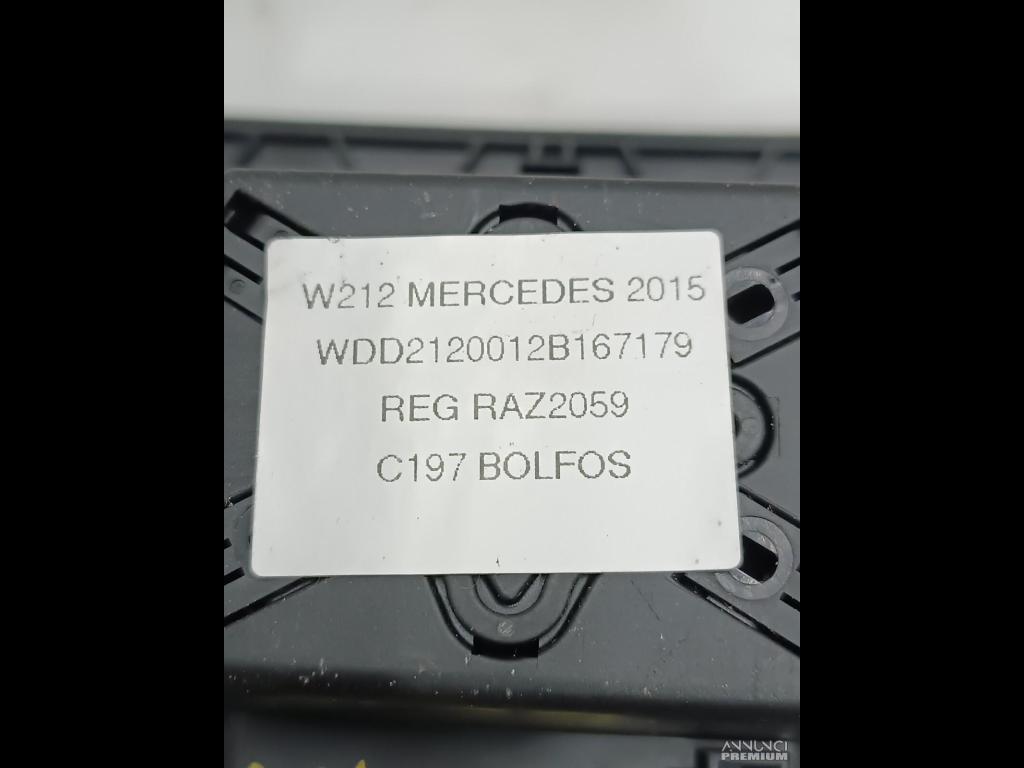 W212 MERCEDES 2015
WDD2120012B167179
REG RAZ2059
C197 BOLFOS
ANNUNCI
PREMIUM